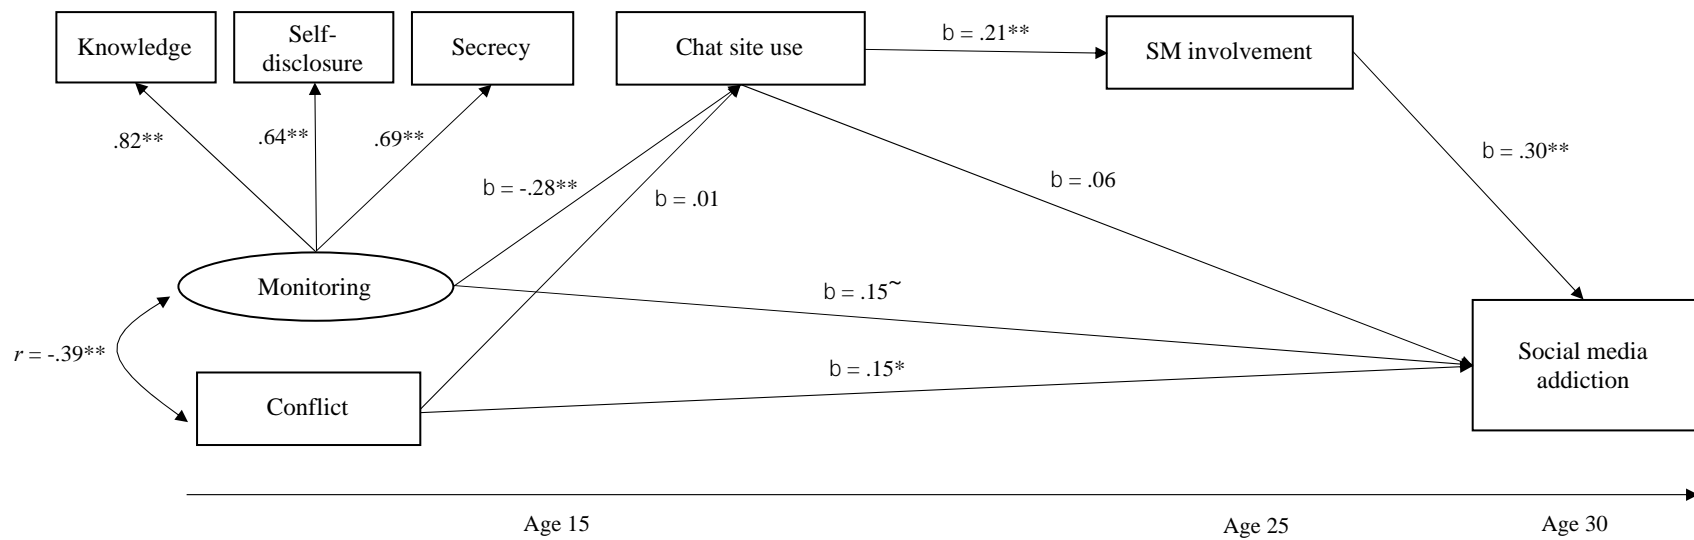 Knowledge
Self-
disclosure
Secrecy
Chat site use
SM involvement
b = .21**
.82**
.64**
.69**
b = -.28**
b = .01
b = .06
b = .30**
Monitoring
b = .15~
r = -.39**
b = .15*
Conflict
Social media
addiction
Age 15
Age 25
Age 30